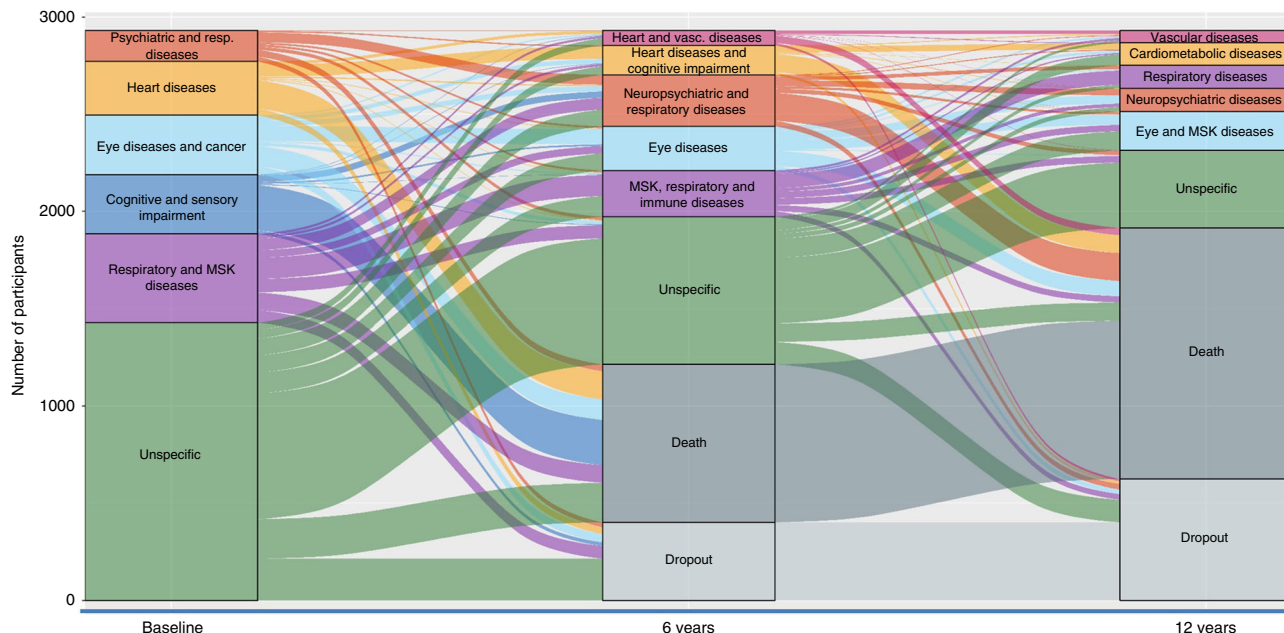 3000
2000
1000
0
Number of participants
Psychiatric and resp.
diseases
Heart diseases
Eye diseases and cancer
Cognitive and sensory
impairment
Respiratory and MSK
diseases
Unspecific
Heart and vasc. diseases
Heart diseases and
cognitive impairment
Neuropsychiatric and
respiratory diseases
Eye diseases
MSK, respiratory and
immune diseases
Unspecific
Death
Dropout
Vascular diseases
Cardiometabolic diseases
Respiratory diseases
Neuropsychiatric diseases
Eye and MSK diseases
Unspecific
Death
Dropout
Baseline
6 years
12 years